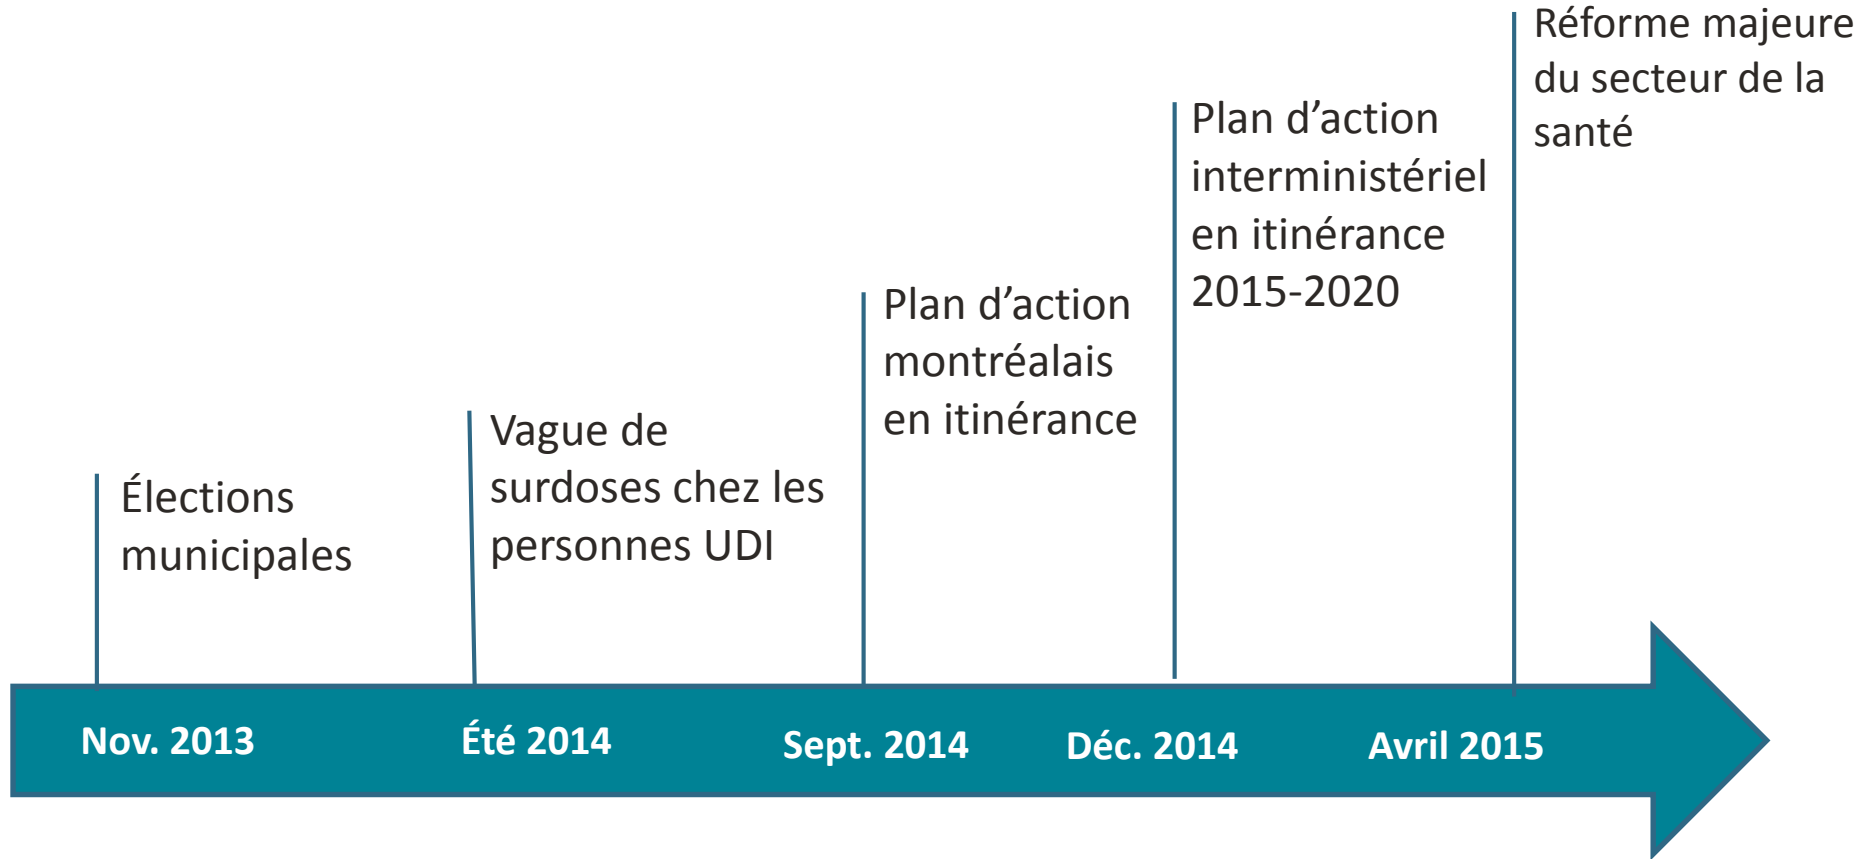 Élections
municipales
Vague de
surdoses chez les
personnes UDI
Plan d’action
montréalais
en itinérance
Plan d’action
interministériel
en itinérance
2015-2020
Réforme majeure
du secteur de la
santé
Nov. 2013
Été 2014
Sept. 2014
Déc. 2014
Avril 2015